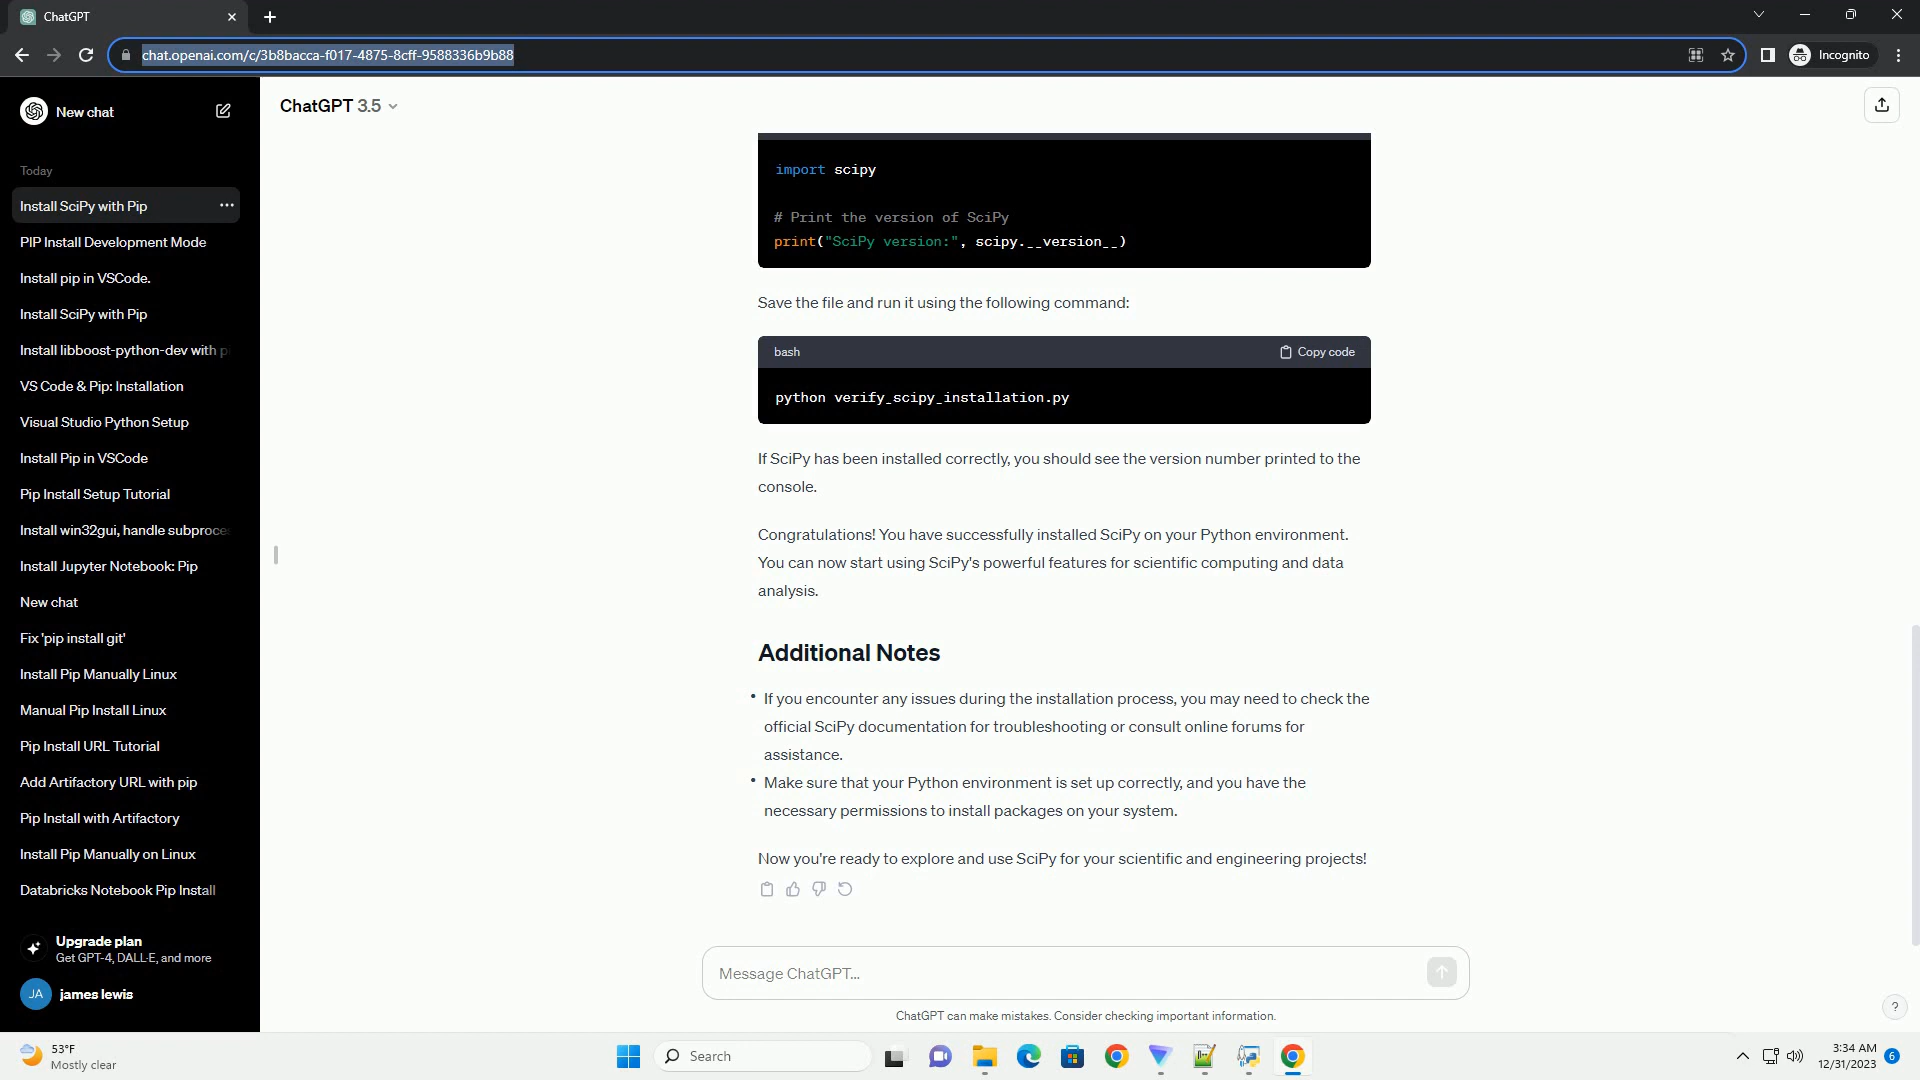 ChatGPT
chat.openai.com/c/3b8bacca-f017-4875-8cff-9588336b9b88
Incognito
New chat
Today
Install SciPy with Pip
PIP Install Development Mode
Install pip in VSCode.
Install SciPy with Pip
Install libboost-python-dev with p
VS Code & Pip: Installation
Visual Studio Python Setup
Install Pip in VSCode
Pip Install Setup Tutorial
Install win32gui, handle subproce
Install Jupyter Notebook: Pip
New chat
Fix 'pip install git'
Install Pip Manually Linux
Manual Pip Install Linux
Pip Install URL Tutorial
Add Artifactory URL with pip
Pip Install with Artifactory
Install Pip Manually on Linux
Databricks Notebook Pip Install
Upgrade plan
Get GPT-4, DALL·E, and more
JA james lewis
ChatGPT 3.5
import scipy
# Print the version of SciPy
print("SciPy version:", scipy.__version__)
Save the file and run it using the following command:
bash Copy code
python verify_scipy_installation.py
If SciPy has been installed correctly, you should see the version number printed to the
console.
Congratulations! You have successfully installed SciPy on your Python environment.
You can now start using SciPy's powerful features for scientific computing and data
analysis.
Additional Notes
• If you encounter any issues during the installation process, you may need to check the
official SciPy documentation for troubleshooting or consult online forums for
assistance.
• Make sure that your Python environment is set up correctly, and you have the
necessary permissions to install packages on your system.
Now you're ready to explore and use SciPy for your scientific and engineering projects!
Message ChatGPT...
ChatGPT can make mistakes. Consider checking important information.
?
53°F
Mostly clear
Search
3:34 AM
12/31/2023
6